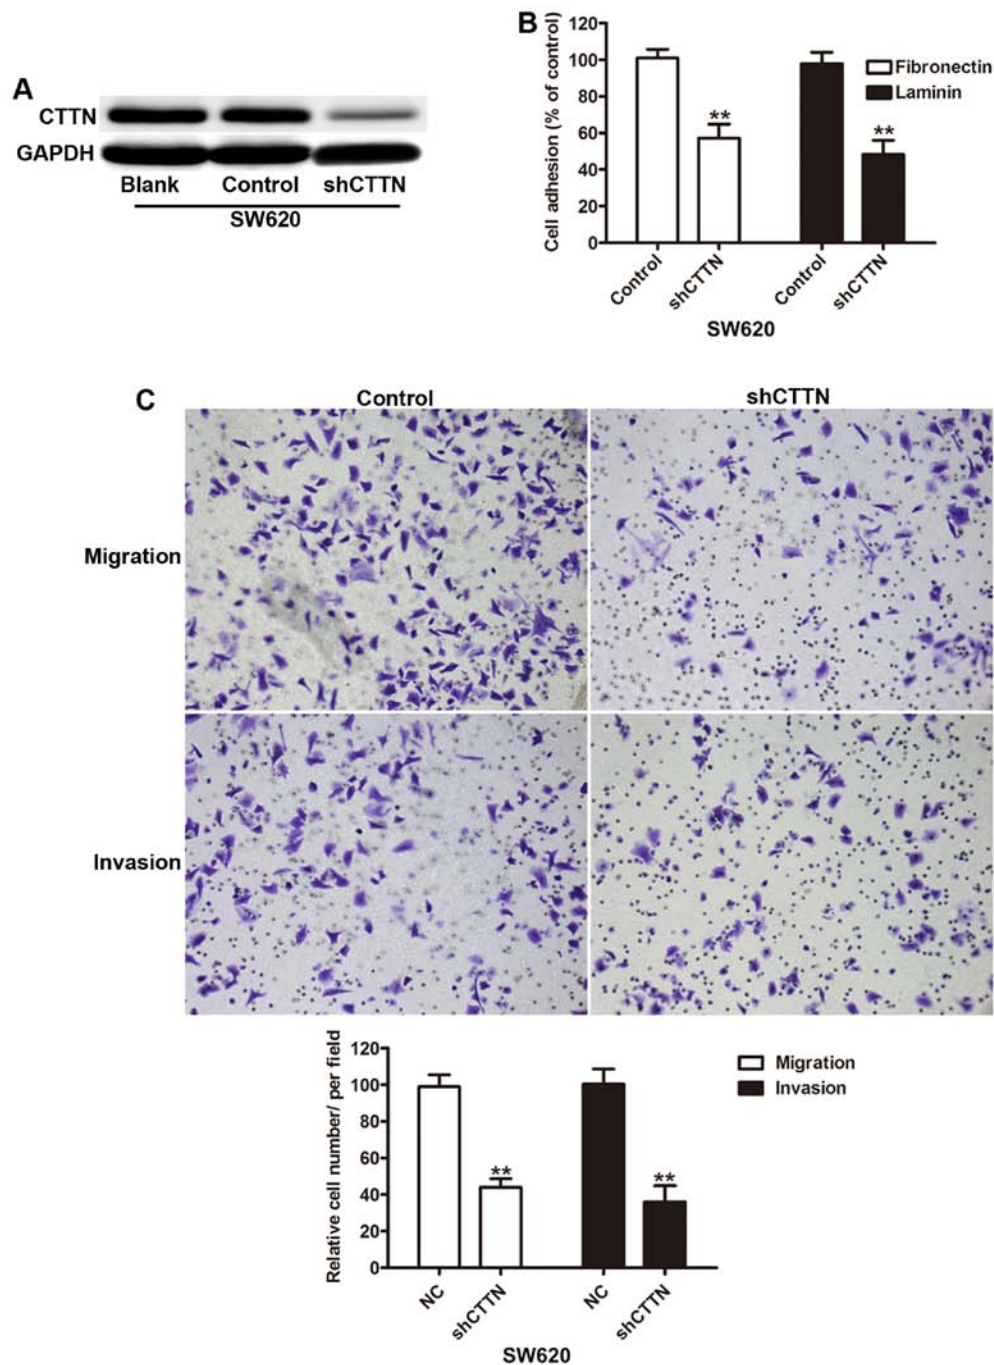 A
CTTN
GAPDH
Blank Control shCTTN
SW620
B
Cell adhesion (% of control)
120
100
80
60
40
20
0
** **
Fibronectin
Laminin
Control shCTTN Control shCTTN
SW620
C
Control shCTTN
Migration
Invasion
Relative cell number/ per field
120
100
80
60
40
20
0
** **
Migration
Invasion
NC shCTTN NC shCTTN
SW620